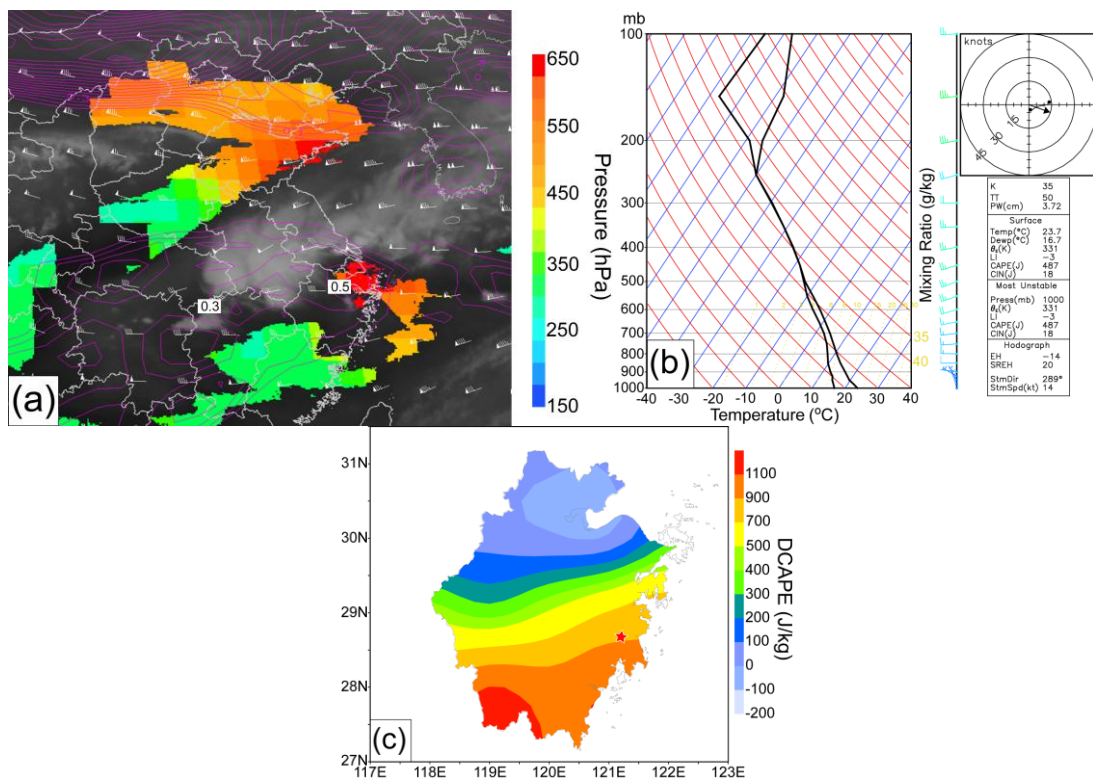 (a)
0.3
0.5
650
550
450
350
250
150
Pressure (hPa)
mb
100
200
300
400
500
600
700
800
900
1000
-40 -30 -20 -10 0 10 20 30 40
Temperature (°C)
(b)
35
40
Mixing Ratio (g/kg)
knots
15
30
45
K 35
TT 50
PW(cm) 3.72
Surface
Temp(°C) 23.7
Dewp(°C) 16.7
θE(K) 331
LI -3
CAPE(J) 487
CIN(J) 18
Most Unstable
Press(mb) 1000
θE(K) 331
LI -3
CAPE(J) 487
CIN(J) 18
Hodograph
EH -14
SREH 20
StmDir 289°
StmSpd(kt) 14
31N
30N
29N
28N
27N
117E 118E 119E 120E 121E 122E 123E
(c)
1100
900
700
500
400
300
200
100
0
-100
-200
DCAPE (J/kg)